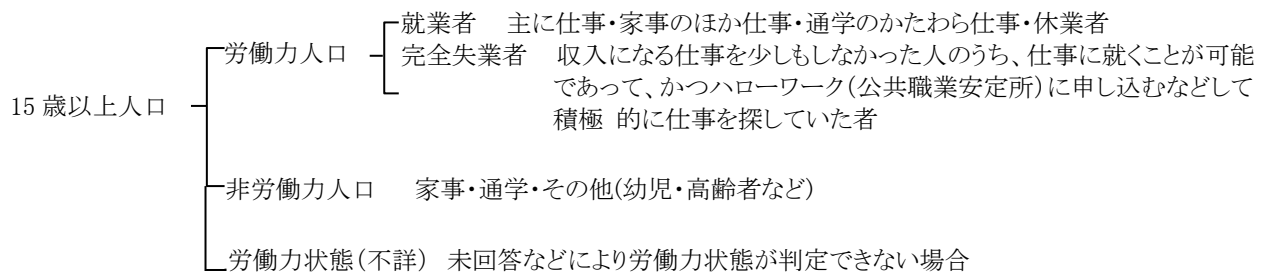 就業者 主に仕事・家事のほか仕事・通学のかたわら仕事・休業者
労働力人口
完全失業者 収入になる仕事を少しもしなかった人のうち、仕事に就くことが可能
であって、かつハローワーク(公共職業安定所)に申し込むなどして
15歳以上人口
積極 的に仕事を探していた者
非労働力人口 家事・通学・その他(幼児・高齢者など)
労働力状態(不詳) 未回答などにより労働力状態が判定できない場合